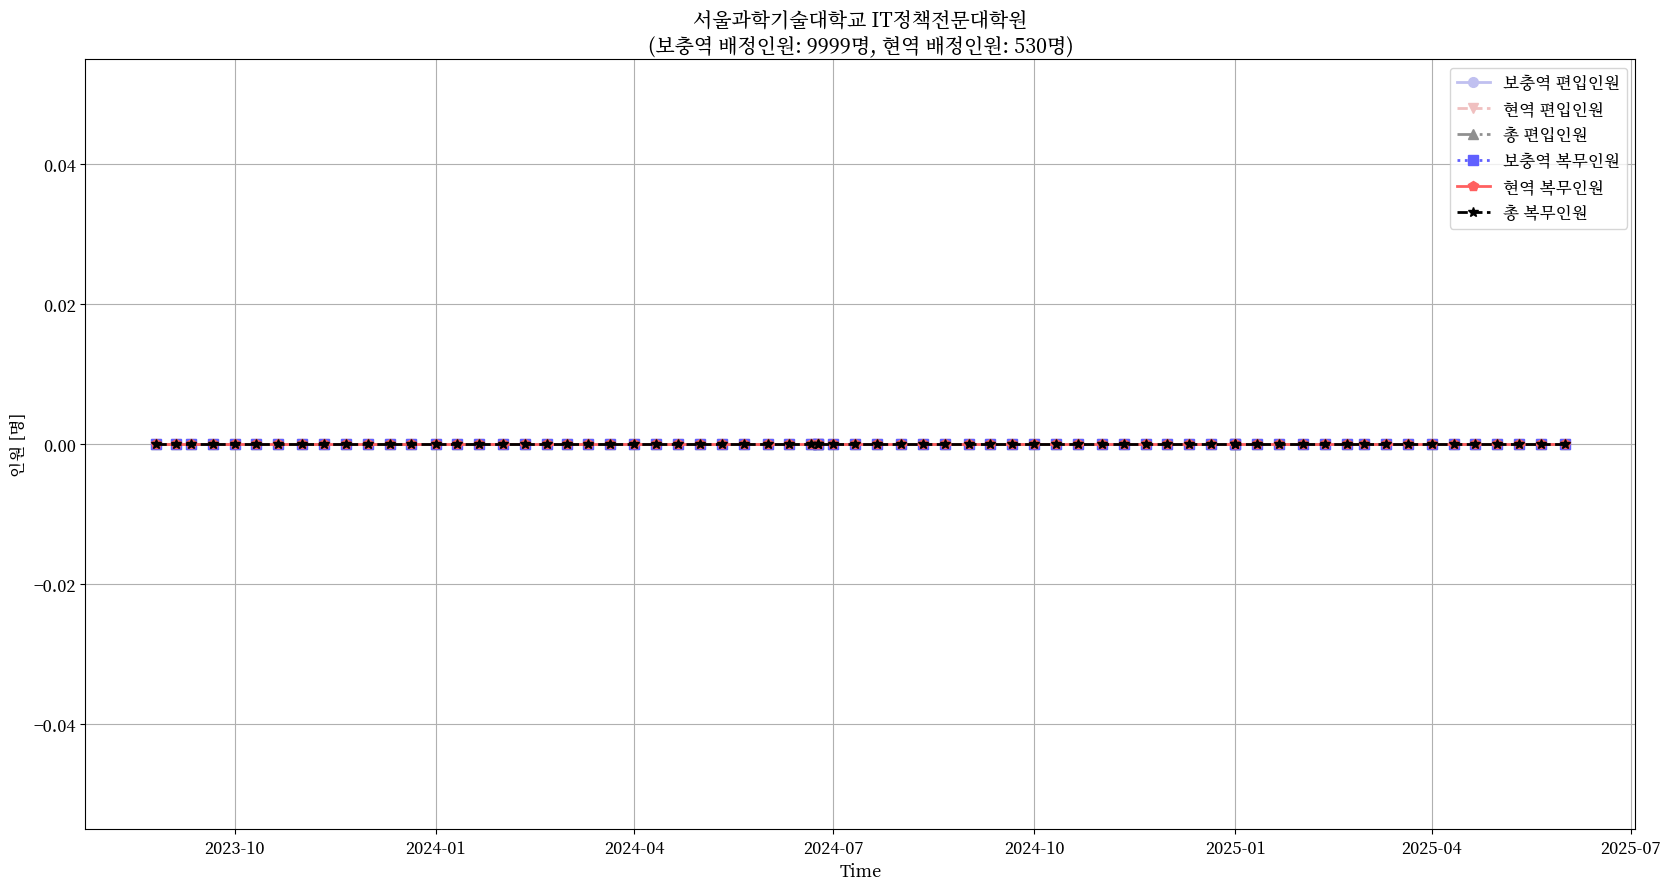 서울과학기술대학교 IT정책전문대학원
(보충역 배정인원: 9999명, 현역 배정인원: 530명)
보충역 편입인원
현역 편입인원
총 편입인원
보충역 복무인원
현역 복무인원
총 복무인원
0.04
0.02
0.00
−0.02
−0.04
인원 [명]
2023-10
2024-01
2024-04
2024-07
2024-10
2025-01
2025-04
2025-07
Time